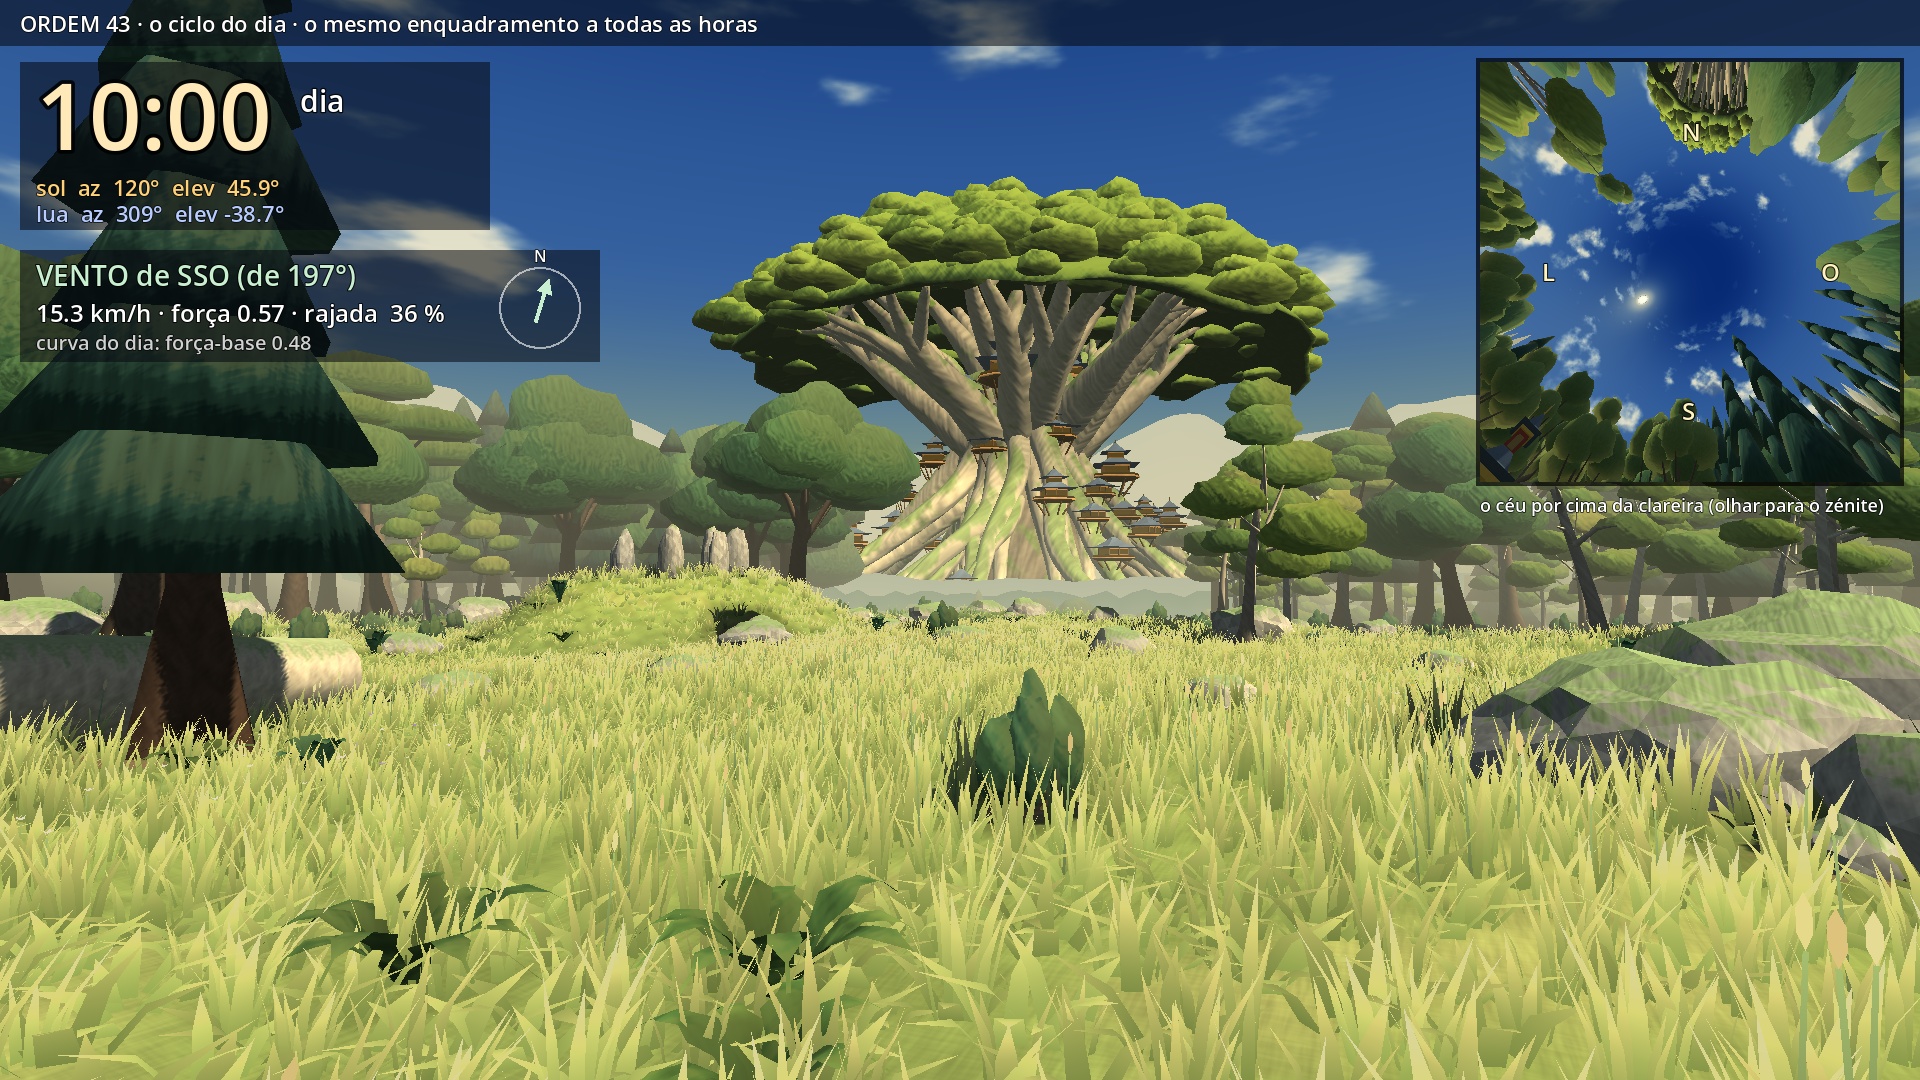 ORDEM 43 · o ciclo do dia · o mesmo enquadramento a todas as horas
10:00 dia
sol az 120° elev 45.9°
lua az 309° elev -38.7°
VENTO de SSO (de 197°)
15.3 km/h · força 0.57 · rajada 36 %
curva do dia: força-base 0.48
N
N
L
O
S
o céu por cima da clareira (olhar para o zénite)